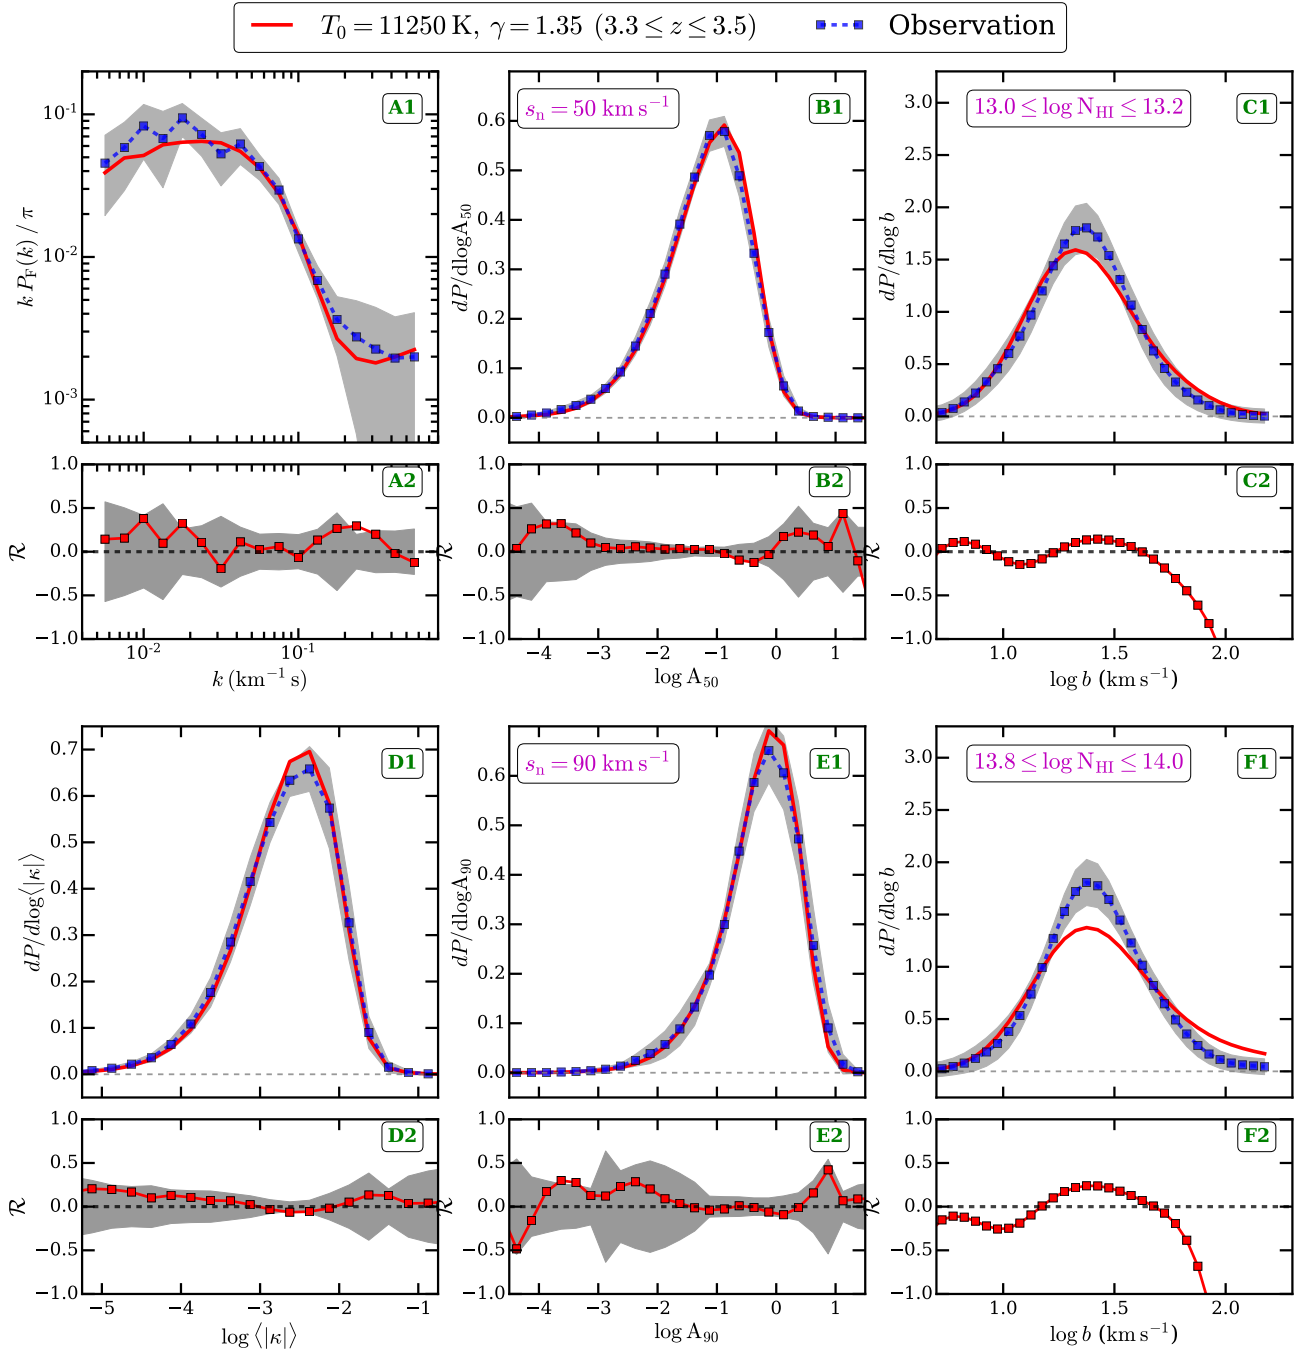 T₀ = 11250 K, γ = 1.35 (3.3 ≤ z ≤ 3.5) Observation
A1
k P_F(k) / π
10⁻¹
10⁻²
10⁻³
B1
s_n = 50 km s⁻¹
dP/dlogA₅₀
0.6
0.5
0.4
0.3
0.2
0.1
0.0
C1
13.0 ≤ log N_HI ≤ 13.2
dP/dlog b
3.0
2.5
2.0
1.5
1.0
0.5
0.0
A2
ℛ
1.0
0.5
0.0
−0.5
−1.0
10⁻² 10⁻¹
k (km⁻¹ s)
B2
ℛ
1.0
0.5
0.0
−0.5
−1.0
−4 −3 −2 −1 0 1
log A₅₀
C2
ℛ
1.0
0.5
0.0
−0.5
−1.0
1.0 1.5 2.0
log b (km s⁻¹)
D1
dP/dlog⟨|κ|⟩
0.7
0.6
0.5
0.4
0.3
0.2
0.1
0.0
E1
s_n = 90 km s⁻¹
dP/dlogA₉₀
0.6
0.5
0.4
0.3
0.2
0.1
0.0
F1
13.8 ≤ log N_HI ≤ 14.0
dP/dlog b
3.0
2.5
2.0
1.5
1.0
0.5
0.0
D2
ℛ
1.0
0.5
0.0
−0.5
−1.0
−5 −4 −3 −2 −1
log ⟨|κ|⟩
E2
ℛ
1.0
0.5
0.0
−0.5
−1.0
−4 −3 −2 −1 0 1
log A₉₀
F2
ℛ
1.0
0.5
0.0
−0.5
−1.0
1.0 1.5 2.0
log b (km s⁻¹)